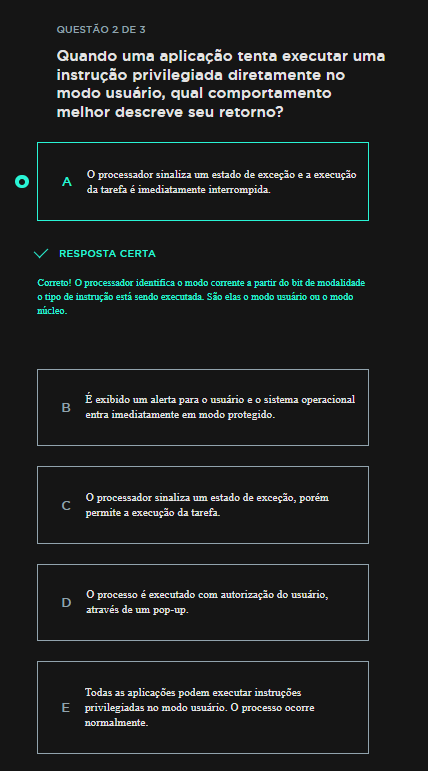 QUESTÃO 2 DE 3
Quando uma aplicação tenta executar uma
instrução privilegiada diretamente no
modo usuário, qual comportamento
melhor descreve seu retorno?
A
O processador sinaliza um estado de exceção e a execução
da tarefa é imediatamente interrompida.
RESPOSTA CERTA
Correto! O processador identifica o modo corrente a partir do bit de modalidade
o tipo de instrução está sendo executada. São elas o modo usuário ou o modo
núcleo.
B
É exibido um alerta para o usuário e o sistema operacional
entra imediatamente em modo protegido.
C
O processador sinaliza um estado de exceção, porém
permite a execução da tarefa.
D
O processo é executado com autorização do usuário,
através de um pop-up.
E
Todas as aplicações podem executar instruções
privilegiadas no modo usuário. O processo ocorre
normalmente.